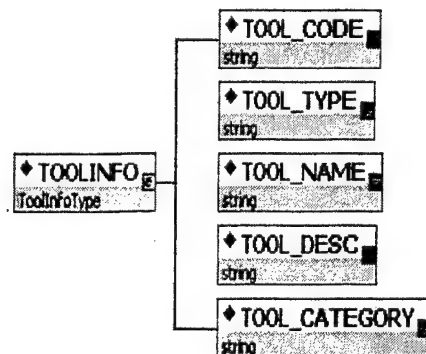 TOOL_CODE
string
TOOL_TYPE
string
TOOLINFO
ToolInfoType
TOOL_NAME
string
TOOL_DESC
string
TOOL_CATEGORY
string